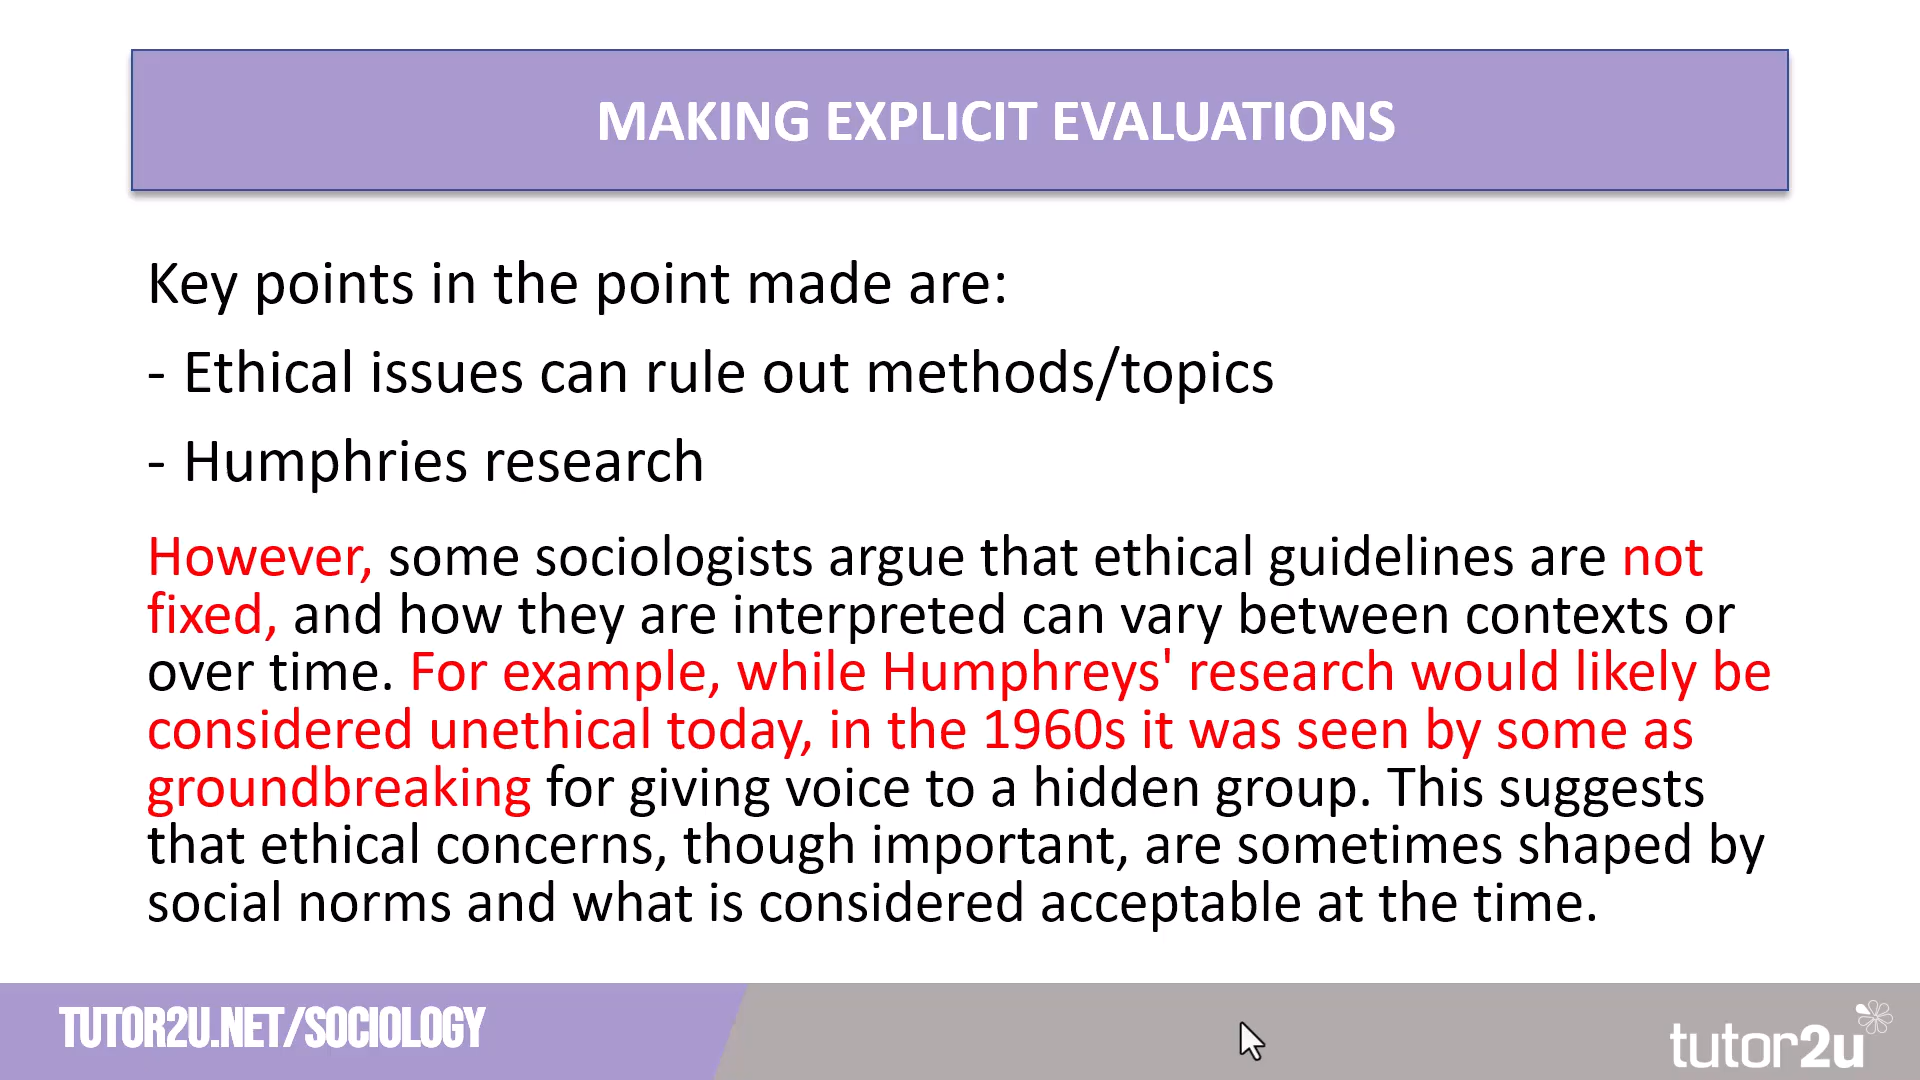 MAKING EXPLICIT EVALUATIONS
Key points in the point made are:
- Ethical issues can rule out methods/topics
- Humphries research
However, some sociologists argue that ethical guidelines are not
fixed, and how they are interpreted can vary between contexts or
over time. For example, while Humphreys' research would likely be
considered unethical today, in the 1960s it was seen by some as
groundbreaking for giving voice to a hidden group. This suggests
that ethical concerns, though important, are sometimes shaped by
social norms and what is considered acceptable at the time.
TUTOR2U.NET/SOCIOLOGY
tutor2u